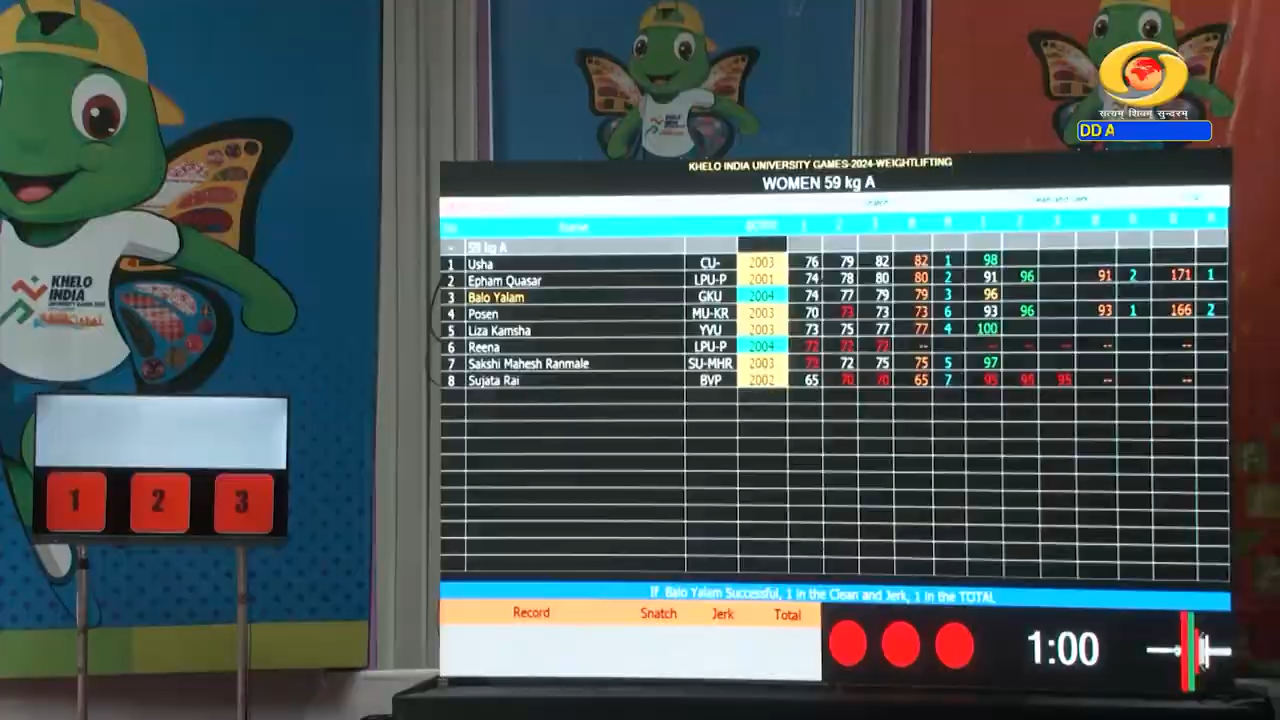 सत्यम् शिवम् सुन्दरम्
DD A
KHELO INDIA
KHELO INDIA
UNIVERSITY GAMES
KHELO INDIA UNIVERSITY GAMES-2024-WEIGHTLIFTING
WOMEN 59 kg A
Snatch
Name
- 59 kg A
1 Usha CU- 2003 76 79 82 82 1 98
2 Epham Quasar LPU-P 2001 74 78 80 80 2 91 96 91 2 171 1
3 Balo Yalam GKU 2004 74 77 79 79 3 96
4 Posen MU-KR 2003 70 73 73 73 6 93 96 93 1 166 2
5 Liza Kamsha YVU 2003 73 75 77 77 4 100
6 Reena LPU-P 2004 72 72 72 -- -- -- -- -- --
7 Sakshi Mahesh Ranmale SU-MHR 2003 72 75 75 5 97
8 Sujata Rai BVP 2002 65 70 70 65 7 95 95 95 -- --
If Balo Yalam Successful, 1 in the Clean and Jerk, 1 in the TOTAL
Record Snatch Jerk Total
1:00
1 2 3